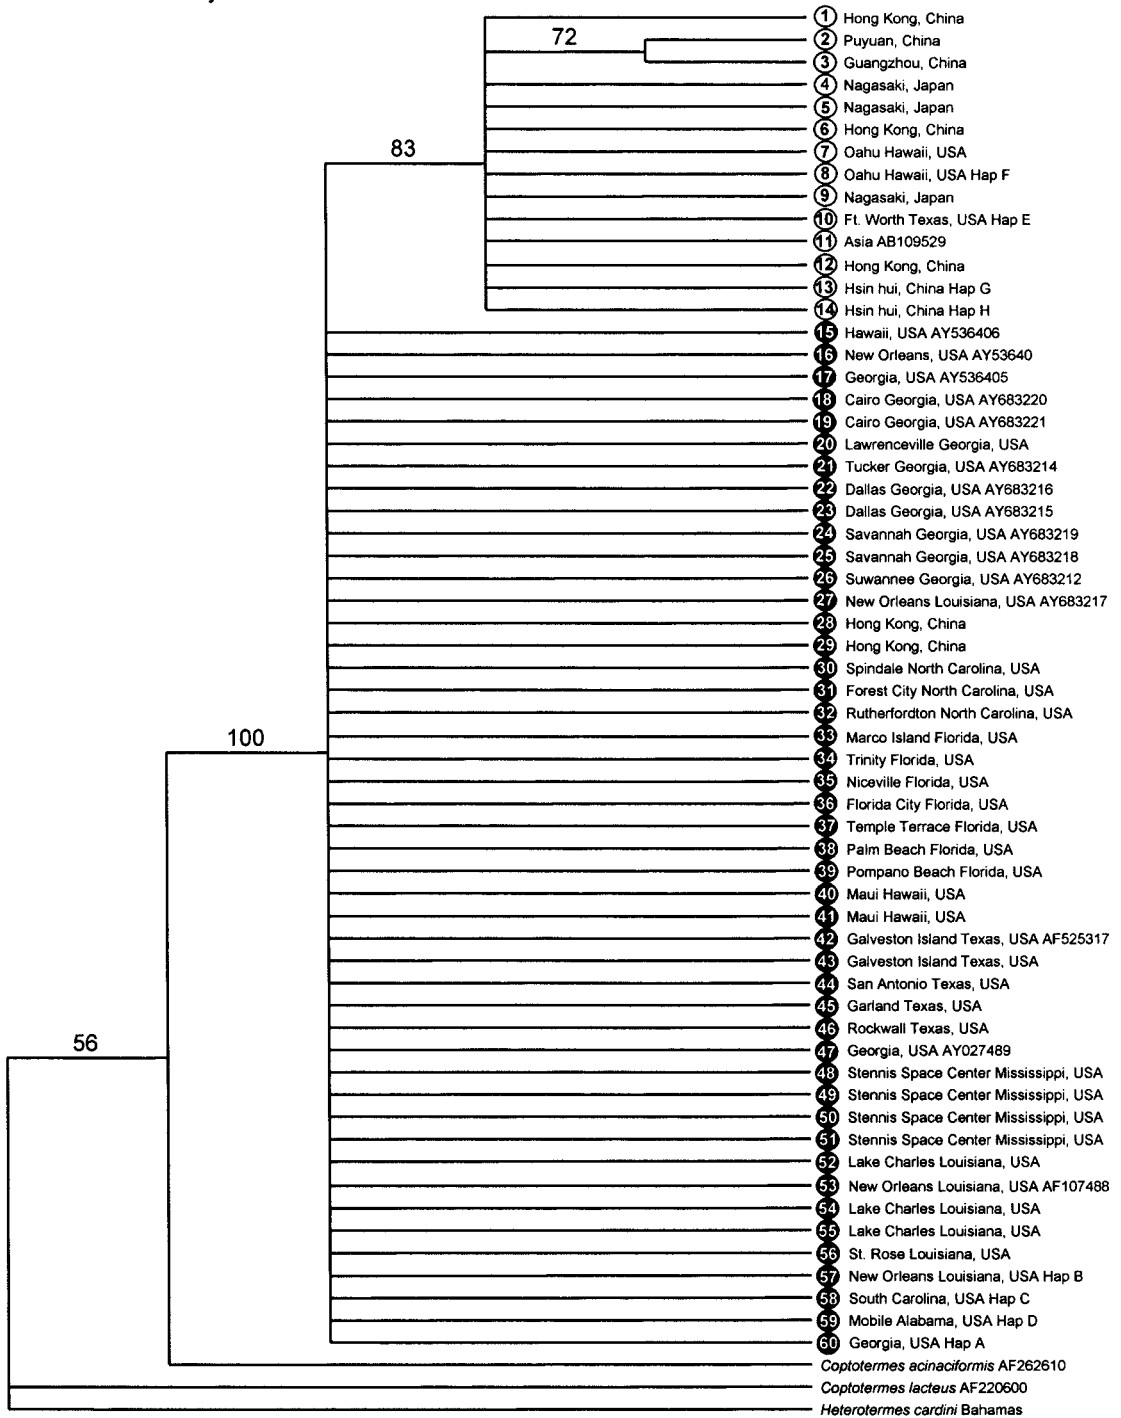 1 Hong Kong, China
72
2 Puyuan, China
3 Guangzhou, China
4 Nagasaki, Japan
5 Nagasaki, Japan
6 Hong Kong, China
83
7 Oahu Hawaii, USA
8 Oahu Hawaii, USA Hap F
9 Nagasaki, Japan
10 Ft. Worth Texas, USA Hap E
11 Asia AB109529
12 Hong Kong, China
13 Hsin hui, China Hap G
14 Hsin hui, China Hap H
15 Hawaii, USA AY536406
16 New Orleans, USA AY53640
17 Georgia, USA AY536405
18 Cairo Georgia, USA AY683220
19 Cairo Georgia, USA AY683221
20 Lawrenceville Georgia, USA
21 Tucker Georgia, USA AY683214
22 Dallas Georgia, USA AY683216
23 Dallas Georgia, USA AY683215
24 Savannah Georgia, USA AY683219
25 Savannah Georgia, USA AY683218
26 Suwannee Georgia, USA AY683212
27 New Orleans Louisiana, USA AY683217
28 Hong Kong, China
29 Hong Kong, China
30 Spindale North Carolina, USA
31 Forest City North Carolina, USA
32 Rutherfordton North Carolina, USA
33 Marco Island Florida, USA
100
34 Trinity Florida, USA
35 Niceville Florida, USA
36 Florida City Florida, USA
37 Temple Terrace Florida, USA
38 Palm Beach Florida, USA
39 Pompano Beach Florida, USA
40 Maui Hawaii, USA
41 Maui Hawaii, USA
42 Galveston Island Texas, USA AF525317
43 Galveston Island Texas, USA
44 San Antonio Texas, USA
45 Garland Texas, USA
46 Rockwall Texas, USA
56
47 Georgia, USA AY027489
48 Stennis Space Center Mississippi, USA
49 Stennis Space Center Mississippi, USA
50 Stennis Space Center Mississippi, USA
51 Stennis Space Center Mississippi, USA
52 Lake Charles Louisiana, USA
53 New Orleans Louisiana, USA AF107488
54 Lake Charles Louisiana, USA
55 Lake Charles Louisiana, USA
56 St. Rose Louisiana, USA
57 New Orleans Louisiana, USA Hap B
58 South Carolina, USA Hap C
59 Mobile Alabama, USA Hap D
60 Georgia, USA Hap A
Coptotermes acinaciformis AF262610
Coptotermes lacteus AF220600
Heterotermes cardini Bahamas